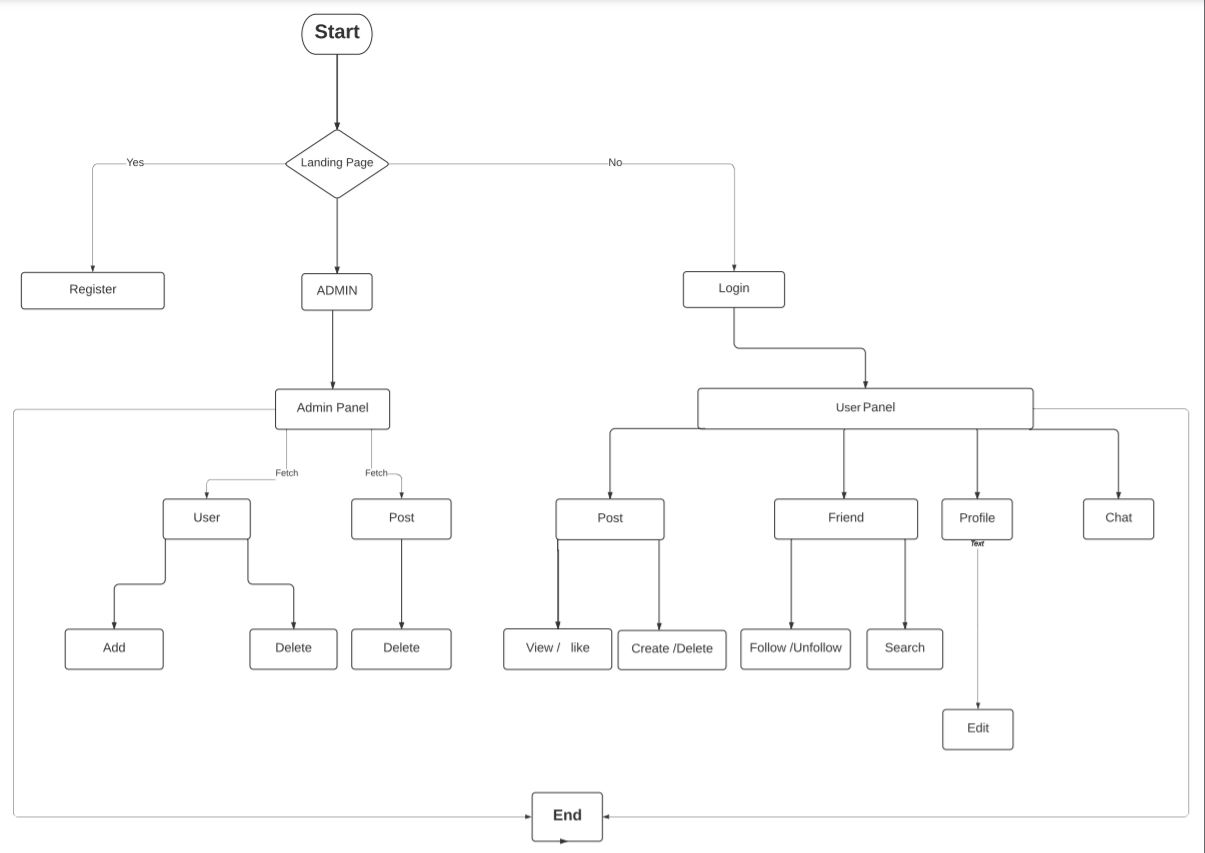 Start
Landing Page
Yes
No
Register
ADMIN
Login
Admin Panel
User Panel
Fetch
Fetch
User
Post
Post
Friend
Profile
Chat
Text
Add
Delete
Delete
View / like
Create /Delete
Follow /Unfollow
Search
Edit
End